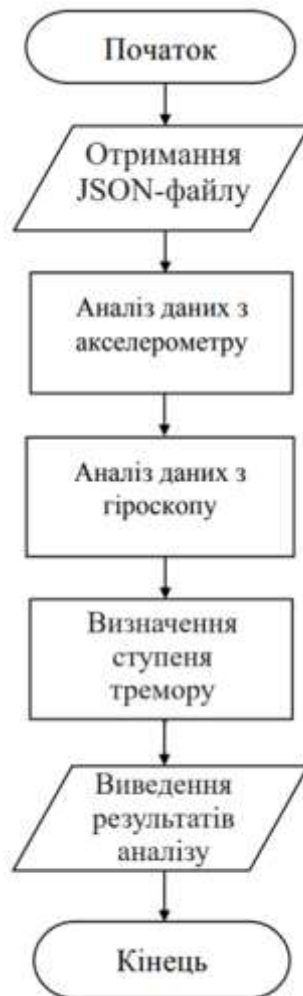 Початок
Отримання
JSON-файлу
Аналіз даних з
акселерометру
Аналіз даних з
гіроскопу
Визначення
ступеня
тремору
Виведення
результатів
аналізу
Кінець